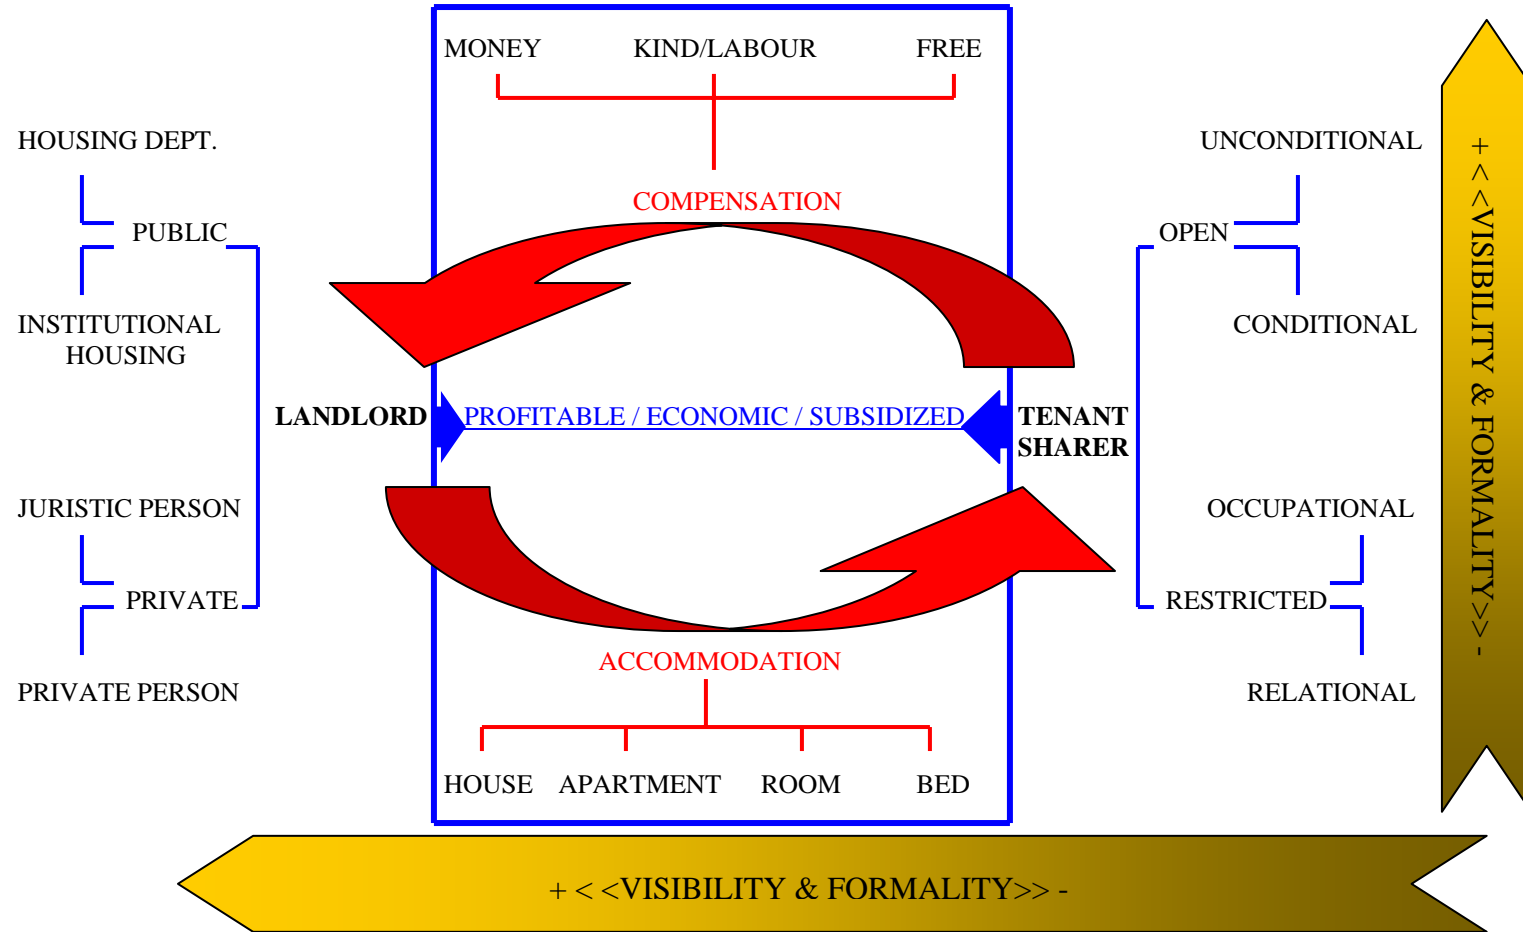 MONEY KIND/LABOUR FREE
HOUSING DEPT.
UNCONDITIONAL
COMPENSATION
PUBLIC
OPEN
INSTITUTIONAL
HOUSING
CONDITIONAL
LANDLORD
PROFITABLE / ECONOMIC / SUBSIDIZED
TENANT
SHARER
JURISTIC PERSON
OCCUPATIONAL
PRIVATE
RESTRICTED
ACCOMMODATION
PRIVATE PERSON
RELATIONAL
HOUSE APARTMENT ROOM BED
+ < <VISIBILITY & FORMALITY>> -
+ < <VISIBILITY & FORMALITY>> -